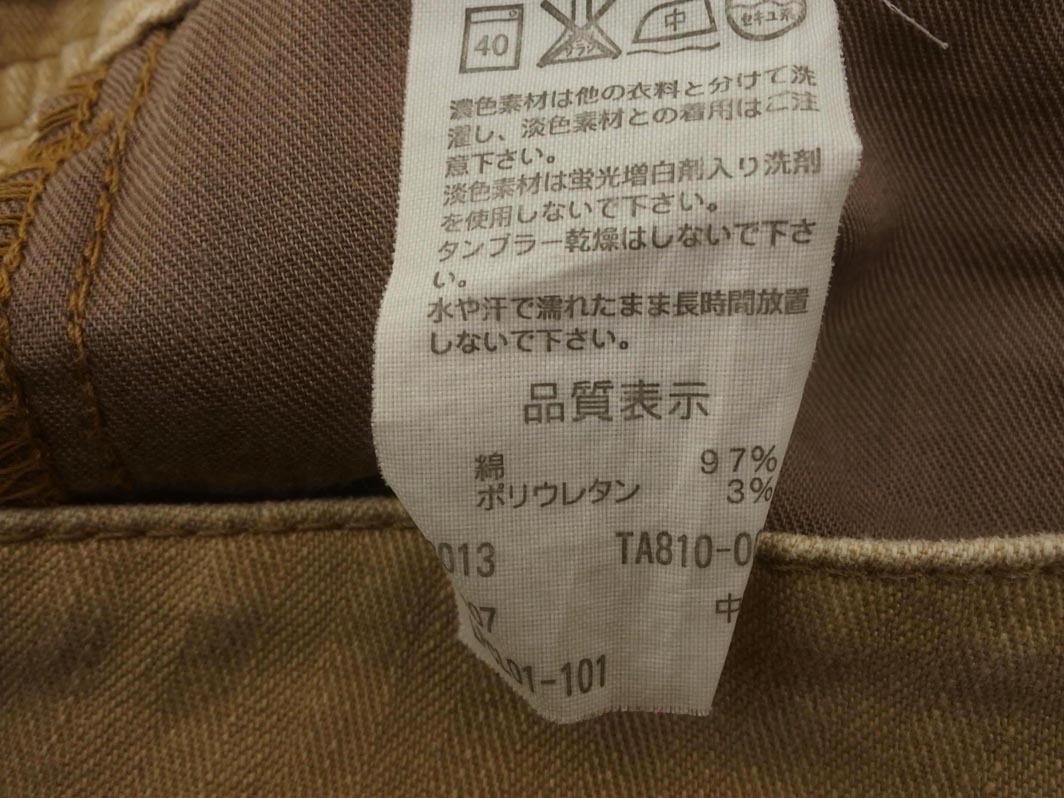 40 中 セキユ系
濃色素材は他の衣料と分けて洗
濯し、淡色素材との着用はご注
意下さい。
淡色素材は蛍光増白剤入り洗剤
を使用しないで下さい。
タンブラー乾燥はしないで下さ
い。
水や汗で濡れたまま長時間放置
しないで下さい。
品質表示
綿 97%
ポリウレタン 3%
013 TA810-0
97 中
01-101